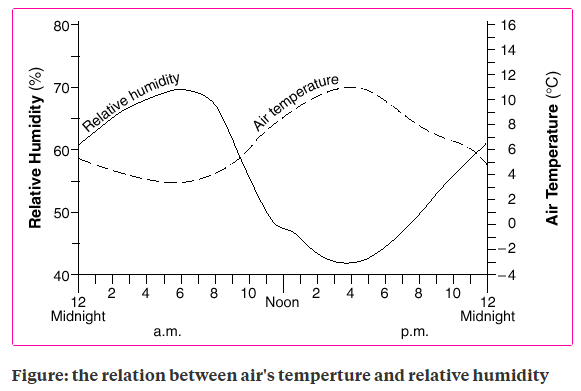 80
70
60
50
40
Relative Humidity (%)
Relative humidity
Air temperature
16
14
12
10
8
6
4
2
0
-2
-4
Air Temperature (°C)
12 2 4 6 8 10 Noon 2 4 6 8 10 12
Midnight Midnight
a.m. p.m.
Figure: the relation between air's temperture and relative humidity